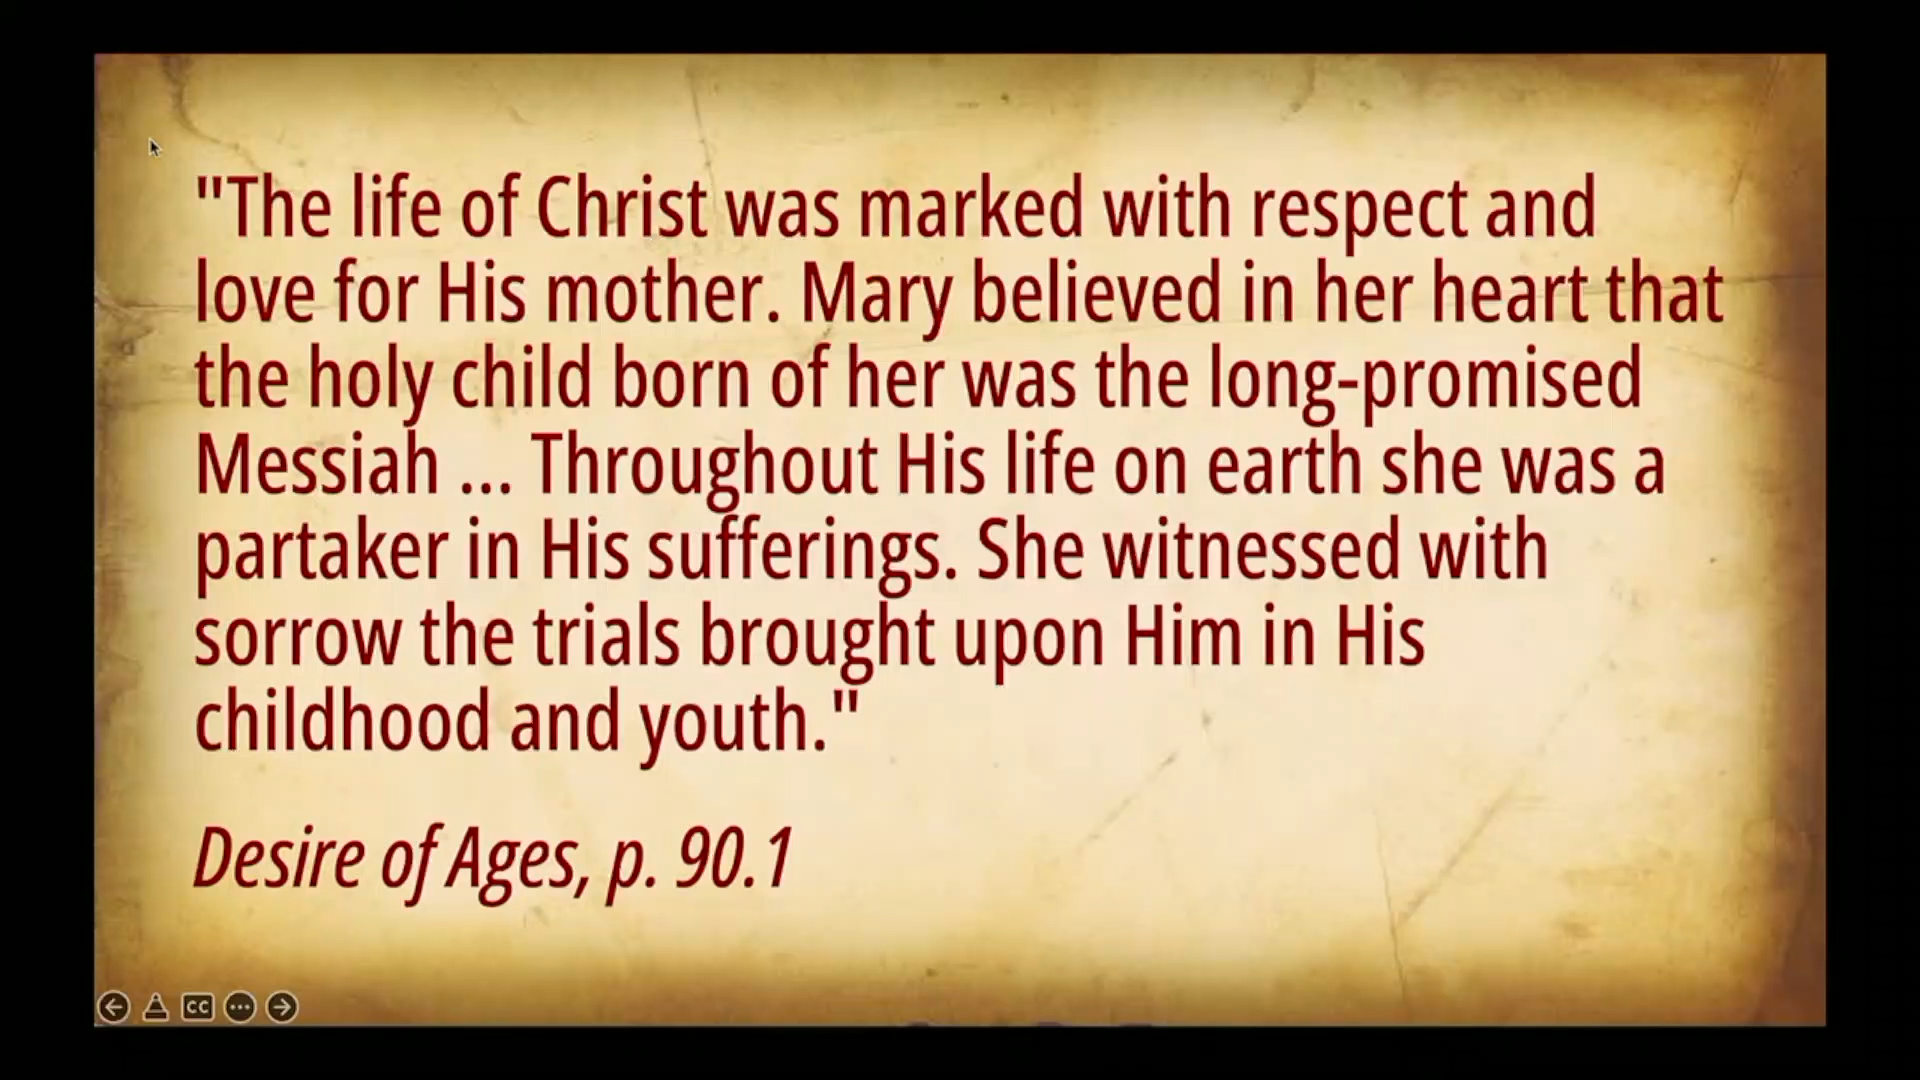 "The life of Christ was marked with respect and
love for His mother. Mary believed in her heart that
the holy child born of her was the long-promised
Messiah ... Throughout His life on earth she was a
partaker in His sufferings. She witnessed with
sorrow the trials brought upon Him in His
childhood and youth."
Desire of Ages, p. 90.1
CC